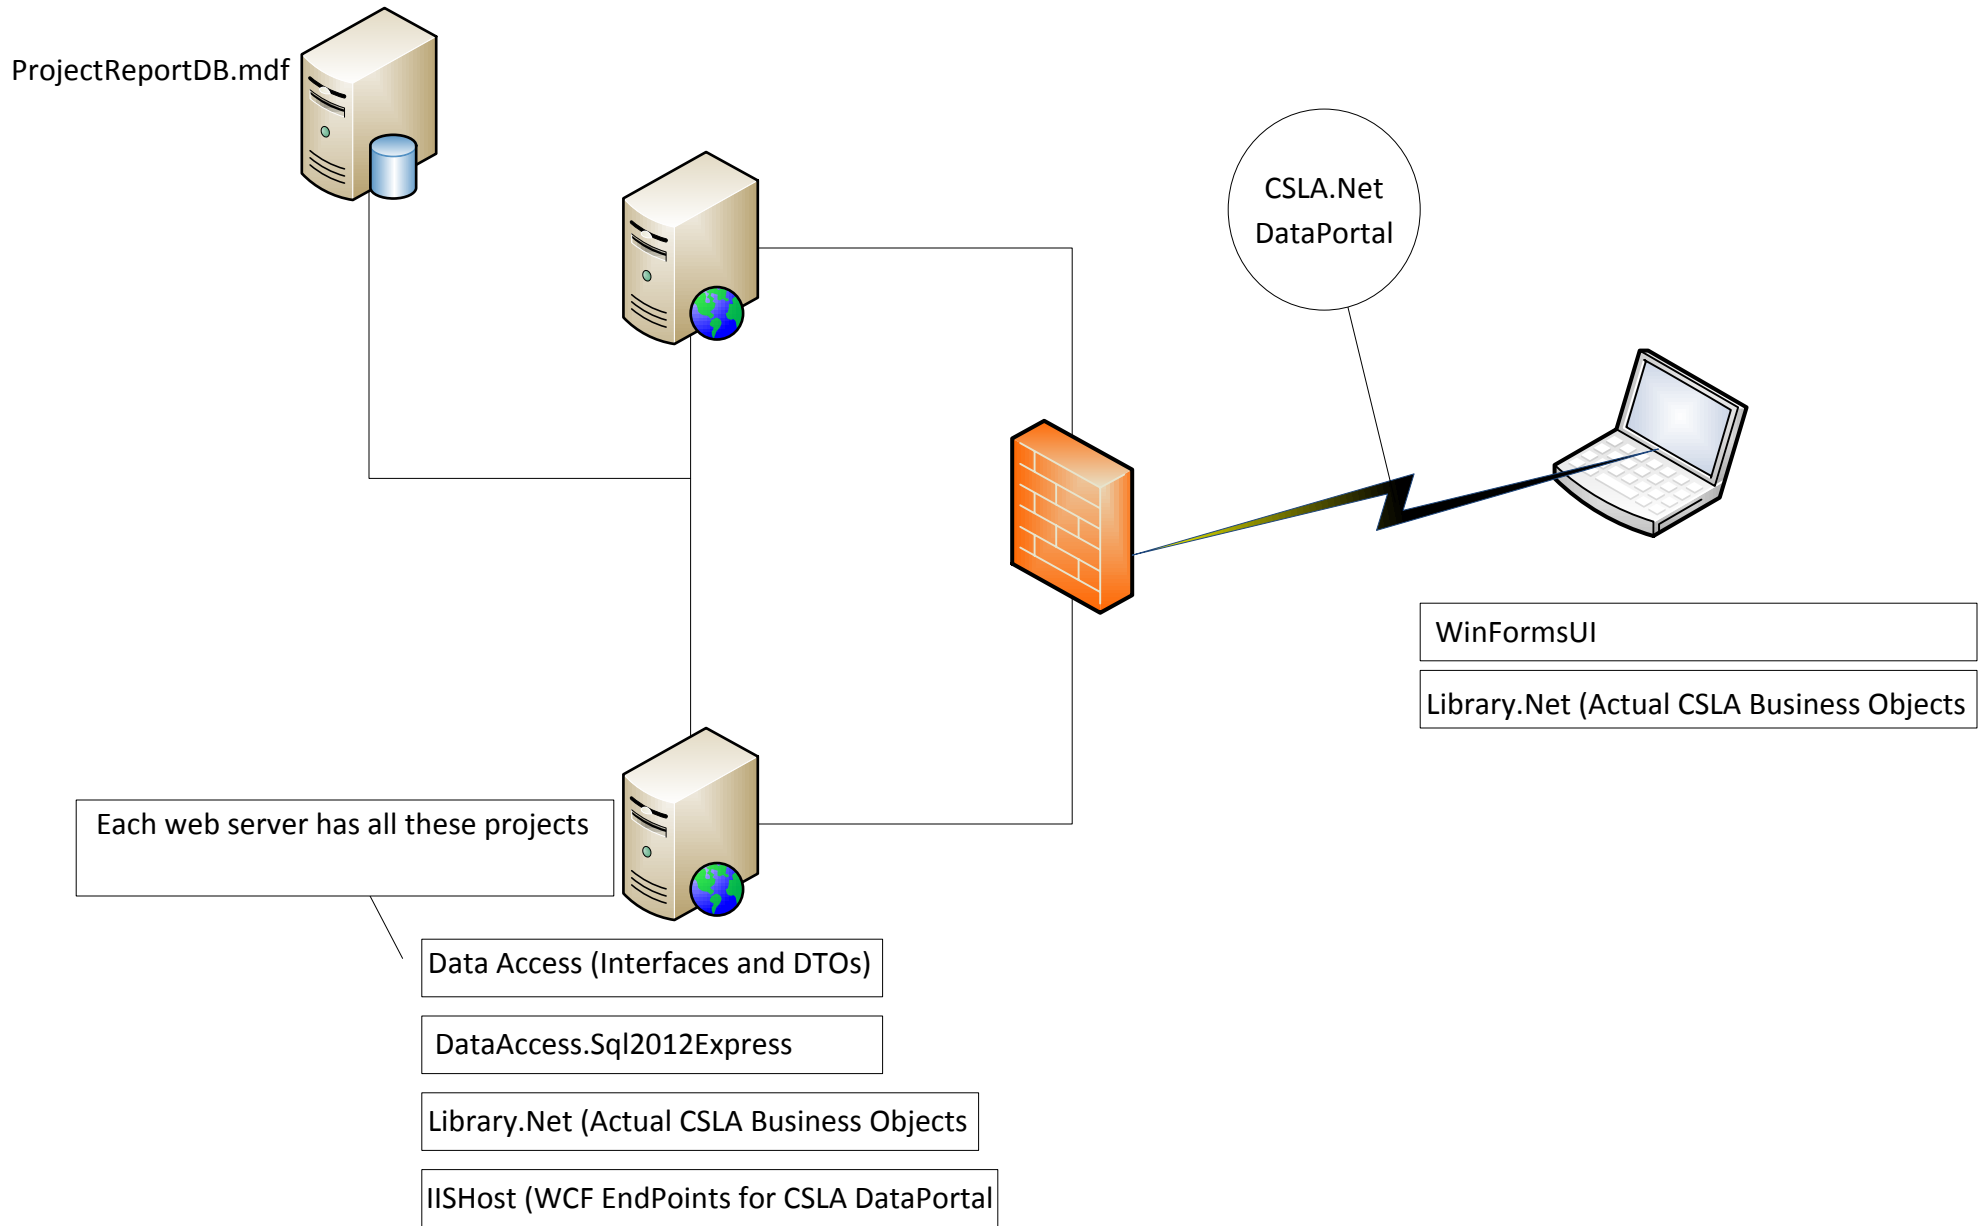 ProjectReportDB.mdf
CSLA.Net
DataPortal
WinFormsUI
Library.Net (Actual CSLA Business Objects
Each web server has all these projects
Data Access (Interfaces and DTOs)
DataAccess.Sql2012Express
Library.Net (Actual CSLA Business Objects
IISHost (WCF EndPoints for CSLA DataPortal